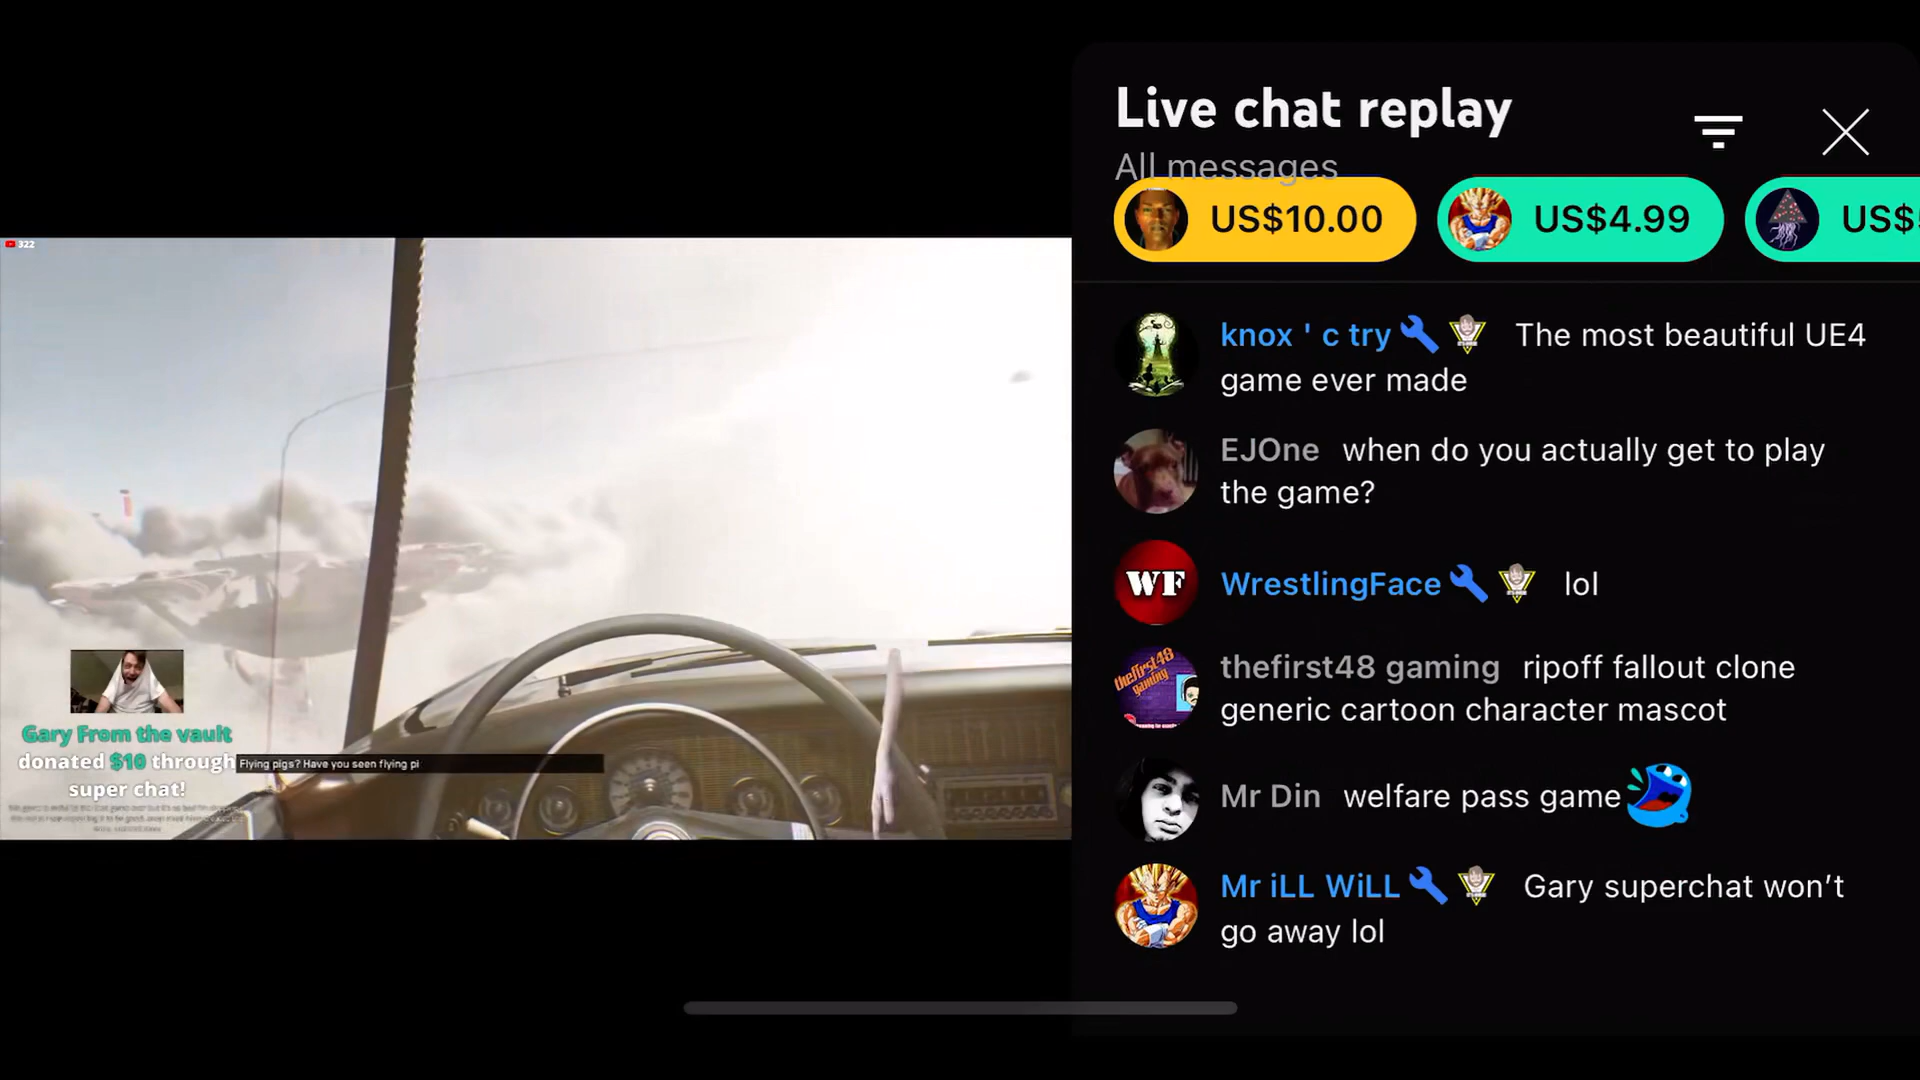 322
Gary From the vault
donated $10 through
super chat!
Flying pigs? Have you seen flying pi
Live chat replay
All messages
US$10.00
US$4.99
US$
knox ' c try The most beautiful UE4
game ever made
EJOne when do you actually get to play
the game?
WF
WrestlingFace lol
thefirst48
gaming
thefirst48 gaming ripoff fallout clone
generic cartoon character mascot
Mr Din welfare pass game
Mr iLL WiLL Gary superchat won’t
go away lol